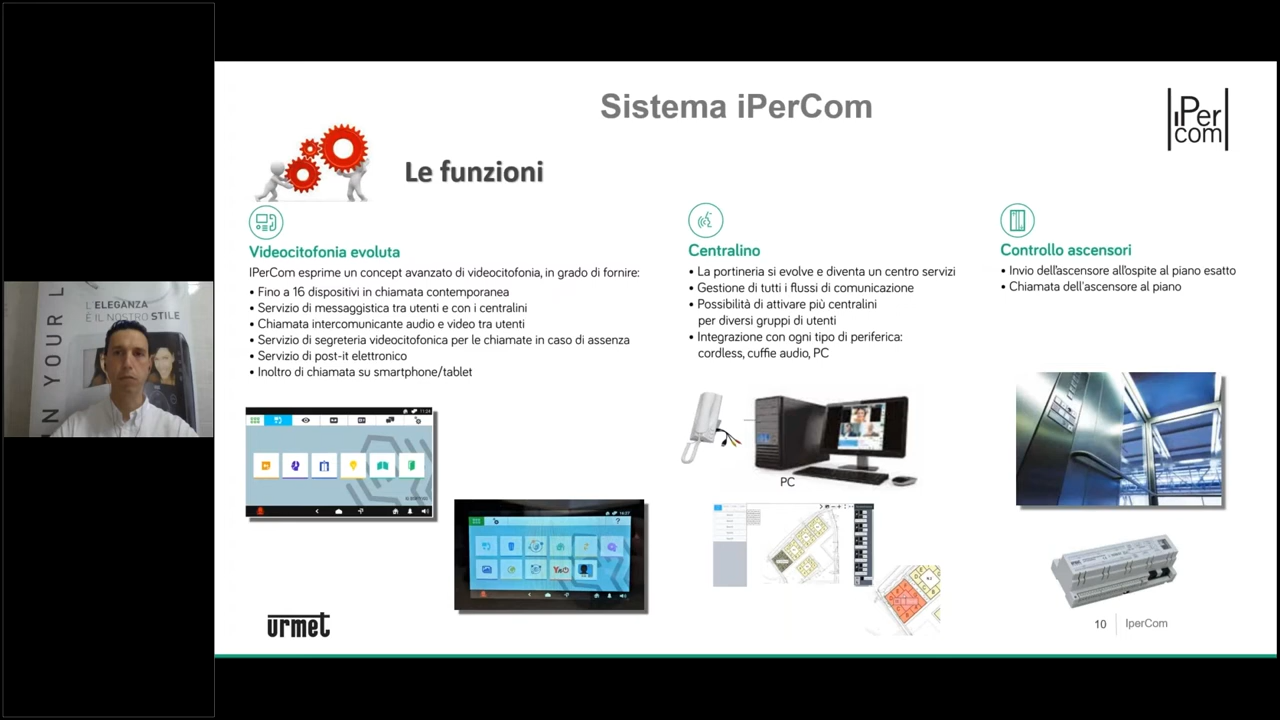 Sistema iPerCom
iPer
com
Le funzioni
Videocitofonia evoluta
IPerCom esprime un concept avanzato di videocitofonia, in grado di fornire:
• Fino a 16 dispositivi in chiamata contemporanea
• Servizio di messaggistica tra utenti e con i centralini
• Chiamata intercomunicante audio e video tra utenti
• Servizio di segreteria videocitofonica per le chiamate in caso di assenza
• Servizio di post-it elettronico
• Inoltro di chiamata su smartphone/tablet
Centralino
• La portineria si evolve e diventa un centro servizi
• Gestione di tutti i flussi di comunicazione
• Possibilità di attivare più centralini
per diversi gruppi di utenti
• Integrazione con ogni tipo di periferica:
cordless, cuffie audio, PC
Controllo ascensori
• Invio dell'ascensore all'ospite al piano esatto
• Chiamata dell'ascensore al piano
L'ELEGANZA
È IL NOSTRO STILE
IN YOUR L
PC
urmet
10
IperCom